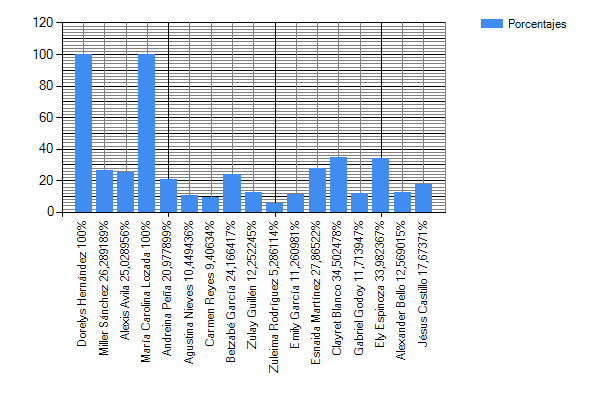 120
100
80
60
40
20
0
Porcentajes
Dorelys Hernández 100%
Miller Sánchez 26,289189%
Alexis Avila 25,028956%
María Carolina Lozada 100%
Andreina Peña 20,977899%
Agustina Nieves 10,449436%
Carmen Reyes 9,40634%
Betzabé García 24,166417%
Zulay Guillén 12,252245%
Zuleima Rodríguez 5,286114%
Emily García 11,260981%
Esnaida Martínez 27,86522%
Clayret Blanco 34,502478%
Gabriel Godoy 11,713947%
Ely Espinoza 33,982367%
Alexander Bello 12,569015%
Jésus Castillo 17,67371%